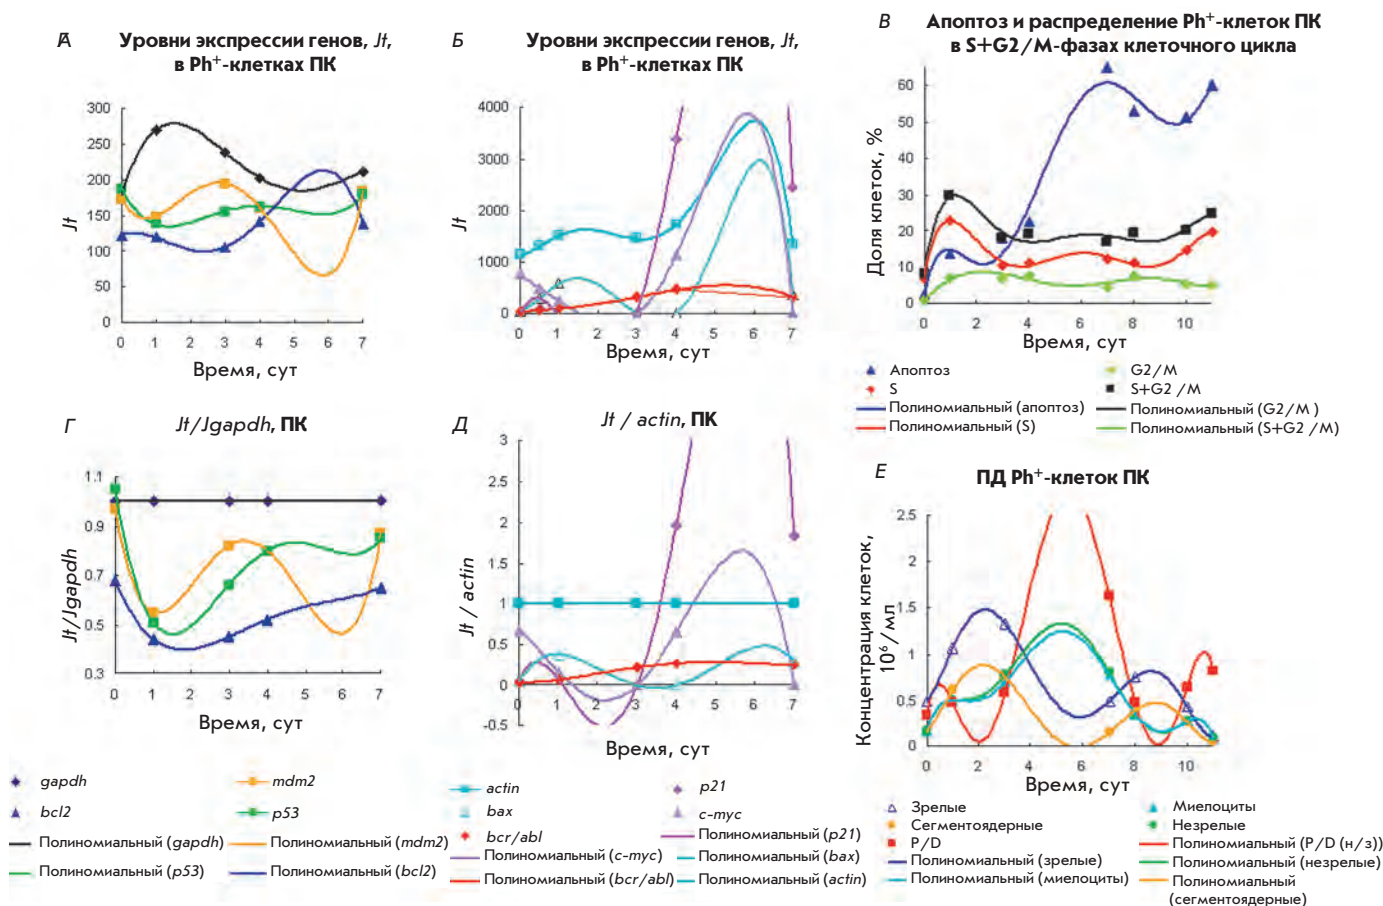 А
Уровни экспрессии генов, Jt,
в Ph⁺-клетках ПК
Jt
300
250
200
150
100
50
0
0 1 3 4 6 7
Время, сут
Б
Уровни экспрессии генов, Jt,
в Ph⁺-клетках ПК
Jt
4000
3000
2000
1000
0
0 1 2 3 4 5 6 7
Время, сут
В
Апоптоз и распределение Ph⁺-клеток ПК
в S+G2/M-фазах клеточного цикла
Доля клеток, %
60
50
40
30
20
10
0
0 2 4 6 8 10
Время, сут
Апоптоз
G2/M
S
S+G2 /M
Полиномиальный (апоптоз)
Полиномиальный (G2/M )
Полиномиальный (S)
Полиномиальный (S+G2 /M)
Г
Jt/Jgapdh, ПК
Jt/Jgapdh
1.1
0.9
0.7
0.5
0.3
0 1 3 4 6 7
Время, сут
gapdh
mdm2
bcl2
p53
Полиномиальный (gapdh)
Полиномиальный (mdm2)
Полиномиальный (p53)
Полиномиальный (bcl2)
Д
Jt / actin, ПК
Jt / actin
3
2.5
2
1.5
1
0.5
0
-0.5
0 1 2 3 4 5 6 7
Время, сут
actin
p21
bax
c-myc
bcr/abl
Полиномиальный (p21)
Полиномиальный (c-myc)
Полиномиальный (bax)
Полиномиальный (bcr/abl)
Полиномиальный (actin)
Е
ПД Ph⁺-клеток ПК
Концентрация клеток,
10⁶/мл
2.5
2
1.5
1
0.5
0
0 2 4 6 8 10
Время, сут
Зрелые
Миелоциты
Сегментоядерные
Незрелые
P/D
Полиномиальный (P/D (н/з))
Полиномиальный (зрелые)
Полиномиальный (незрелые)
Полиномиальный (миелоциты)
Полиномиальный
(сегментоядерные)